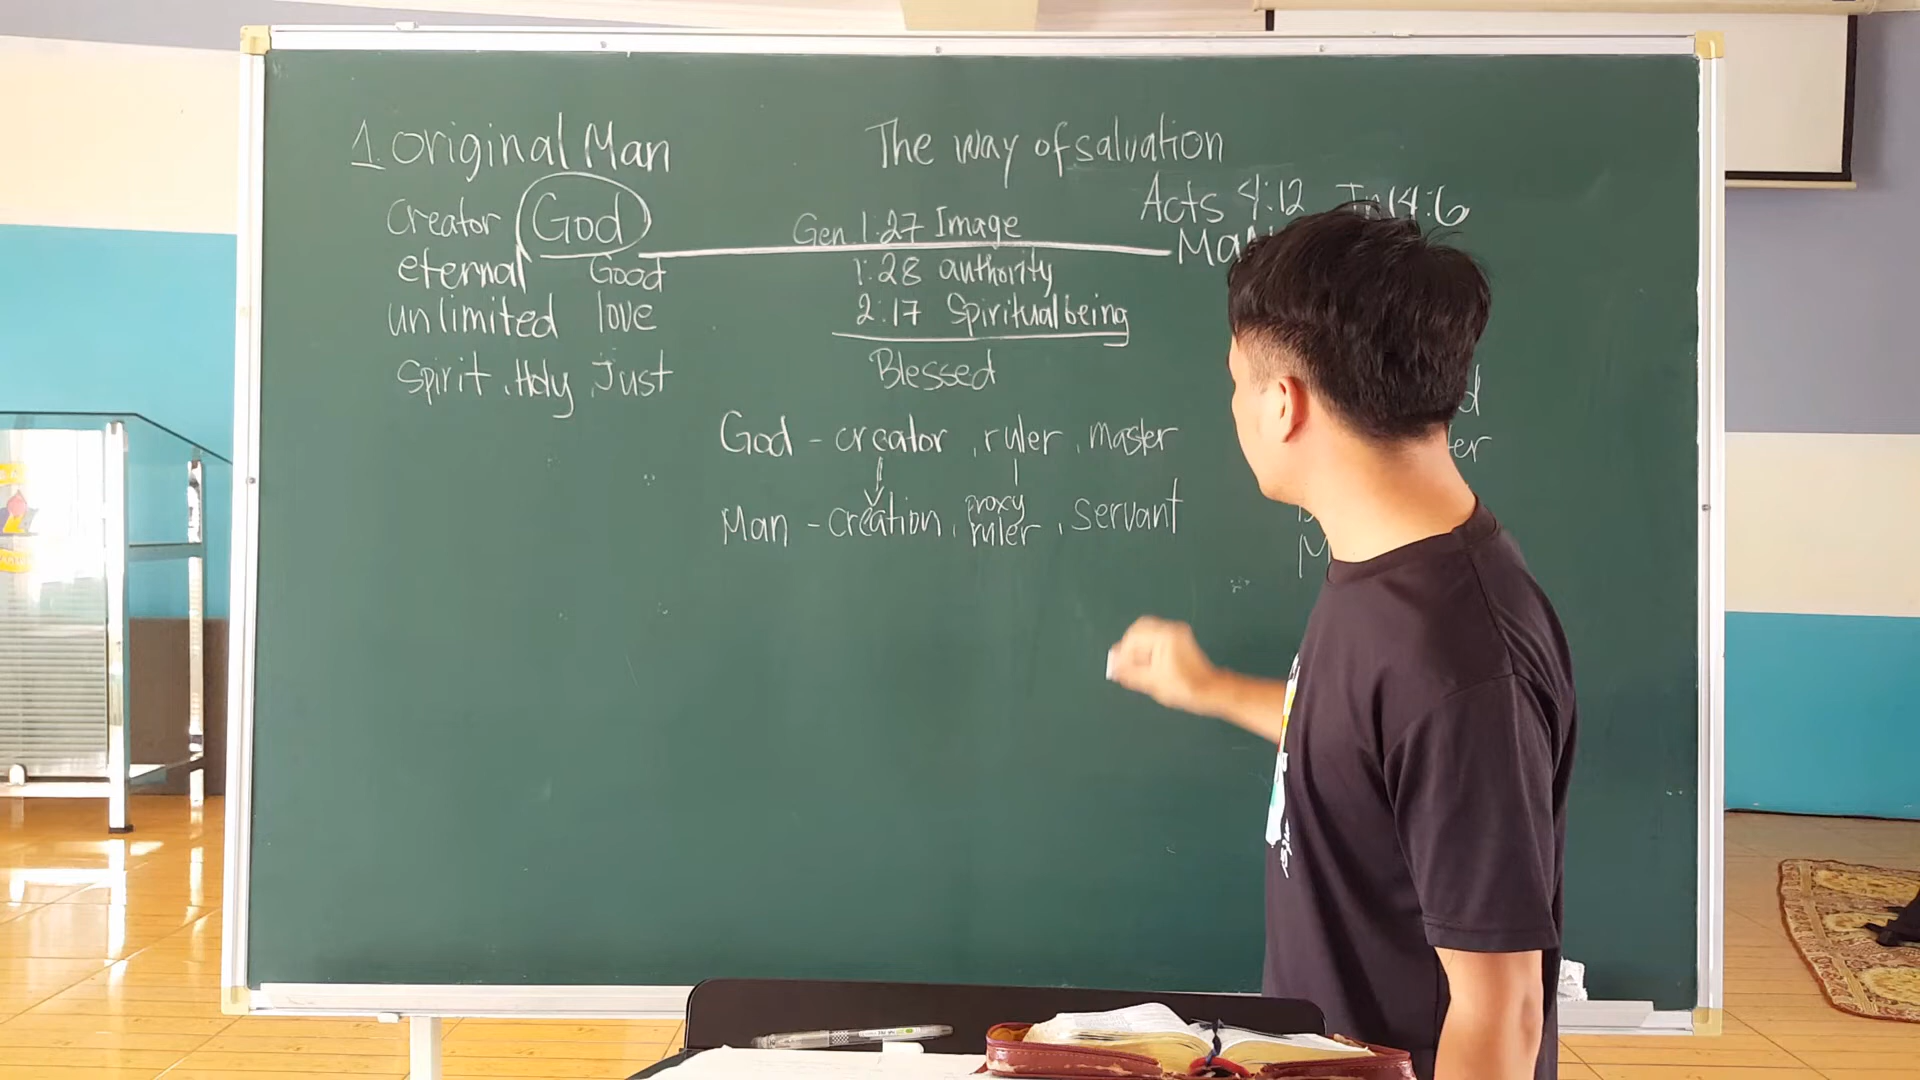 The way of salvation
1. Original Man
Acts 4:12 Jn 14:6
Creator God
Gen. 1:27 Image
eternal Good
1:28 authority
unlimited love
2:17 Spiritual being
Spirit, Holy, Just
Blessed
God - creator, ruler, master
Man - creation, proxy ruler, servant